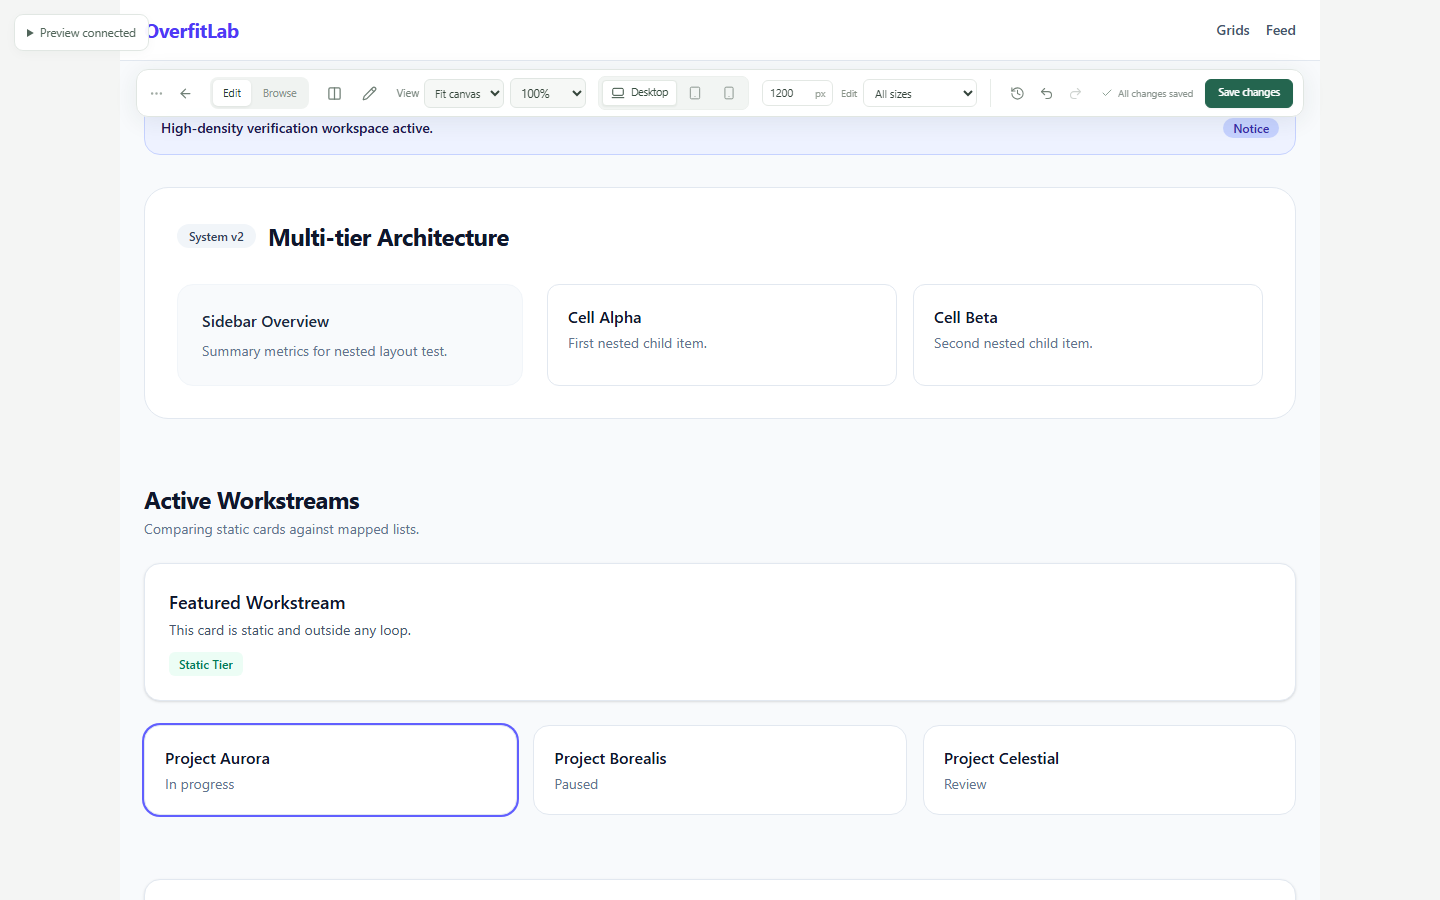 Preview connected
OverfitLab
Grids
Feed
Edit
Browse
View
Fit canvas
100%
Desktop
1200
px
Edit
All sizes
All changes saved
Save changes
High-density verification workspace active.
Notice
System v2
Multi-tier Architecture
Sidebar Overview
Summary metrics for nested layout test.
Cell Alpha
First nested child item.
Cell Beta
Second nested child item.
Active Workstreams
Comparing static cards against mapped lists.
Featured Workstream
This card is static and outside any loop.
Static Tier
Project Aurora
In progress
Project Borealis
Paused
Project Celestial
Review